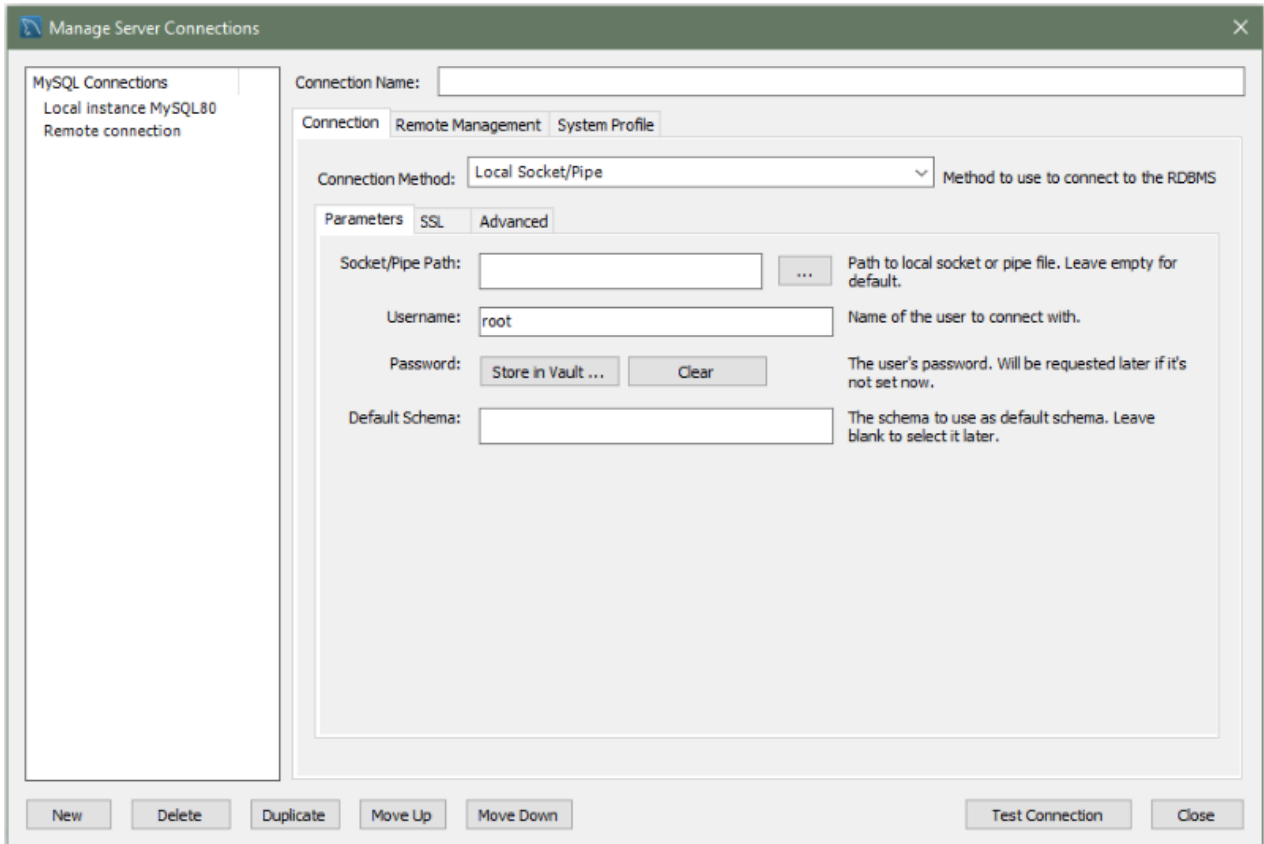 Manage Server Connections
MySQL Connections
Local instance MySQL80
Remote connection
Connection Name:
Connection Remote Management System Profile
Connection Method: Local Socket/Pipe Method to use to connect to the RDBMS
Parameters SSL Advanced
Socket/Pipe Path: ... Path to local socket or pipe file. Leave empty for
default.
Username: root Name of the user to connect with.
Password: Store in Vault ... Clear The user's password. Will be requested later if it's
not set now.
Default Schema: The schema to use as default schema. Leave
blank to select it later.
New Delete Duplicate Move Up Move Down Test Connection Close